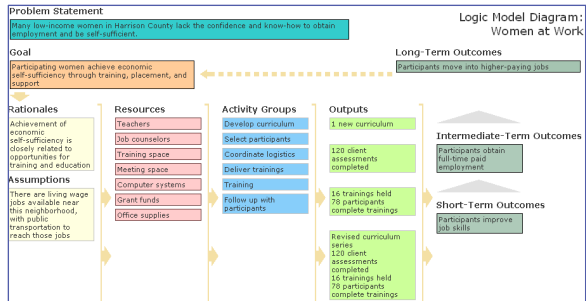 Problem Statement
Many low-income women in Harrison County lack the confidence and know-how to obtain
employment and be self-sufficient.
Logic Model Diagram:
Women at Work
Goal
Participating women achieve economic
self-sufficiency through training, placement, and
support
Long-Term Outcomes
Participants move into higher-paying jobs
Rationales
Achievement of
economic
self-sufficiency is
closely related to
opportunities for
training and education
Assumptions
There are living wage
jobs available near
this neighborhood,
with public
transportation to
reach those jobs
Resources
Teachers
Job counselors
Training space
Meeting space
Computer systems
Grant funds
Office supplies
Activity Groups
Develop curriculum
Select participants
Coordinate logistics
Deliver trainings
Training
Follow up with
participants
Outputs
1 new curriculum
120 client
assessments
completed
16 trainings held
78 participants
complete trainings
Revised curriculum
series
120 client
assessments
completed
16 trainings held
78 participants
complete trainings
Intermediate-Term Outcomes
Participants obtain
full-time paid
employment
Short-Term Outcomes
Participants improve
job skills